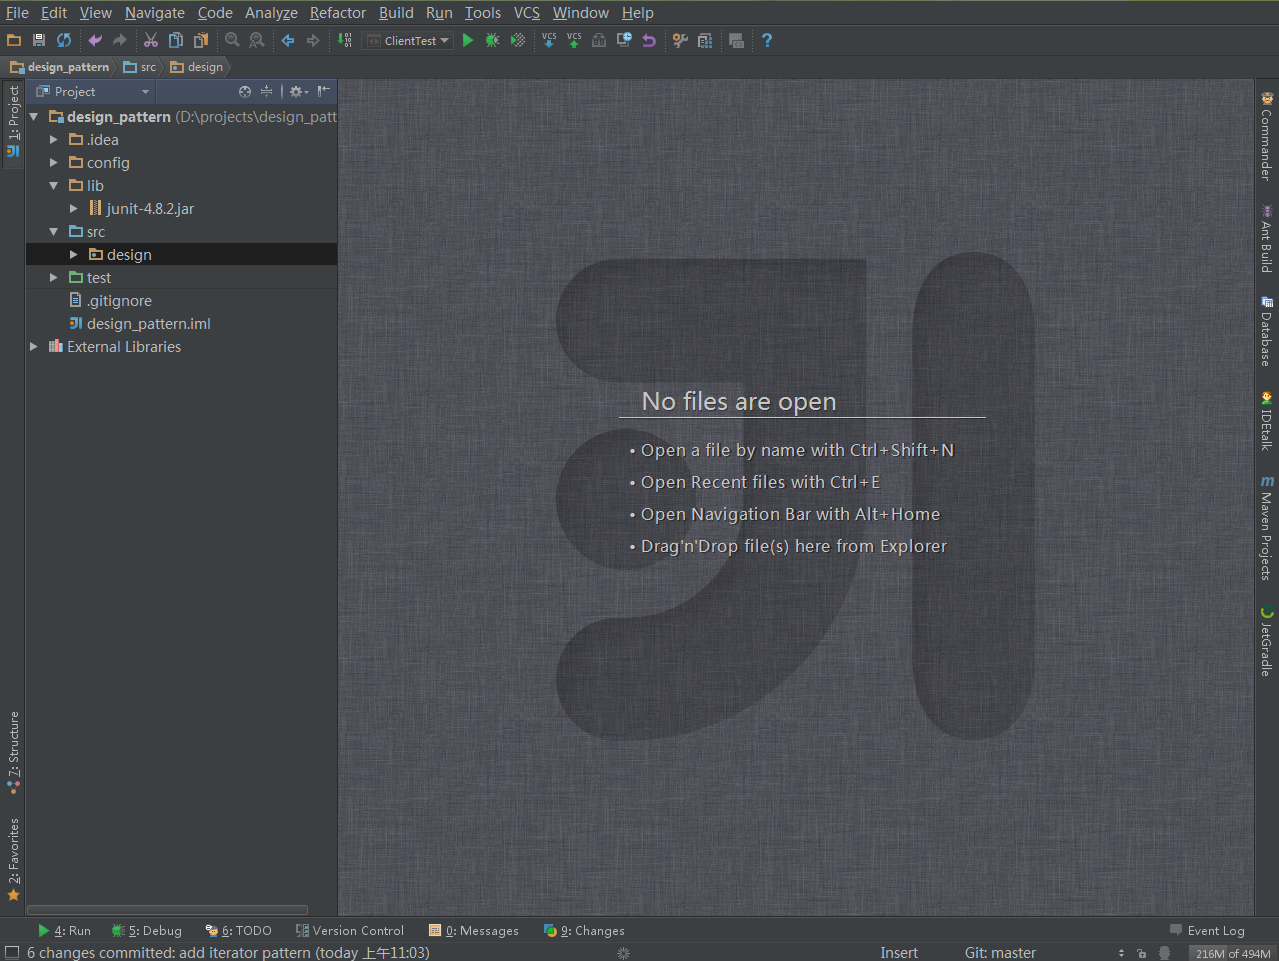 File Edit View Navigate Code Analyze Refactor Build Run Tools VCS Window Help
ClientTest VCS VCS ?
design_pattern src design
1: Project
7: Structure
2: Favorites
Project
design_pattern (D:\projects\design_patt
.idea
config
lib
junit-4.8.2.jar
src
design
test
.gitignore
design_pattern.iml
External Libraries
No files are open
• Open a file by name with Ctrl+Shift+N
• Open Recent files with Ctrl+E
• Open Navigation Bar with Alt+Home
• Drag'n'Drop file(s) here from Explorer
Commander
Ant Build
Database
IDEtalk
m Maven Projects
JetGradle
4: Run 5: Debug 6: TODO Version Control 0: Messages 9: Changes Event Log
6 changes committed: add iterator pattern (today 上午11:03) Insert Git: master 216M of 494M